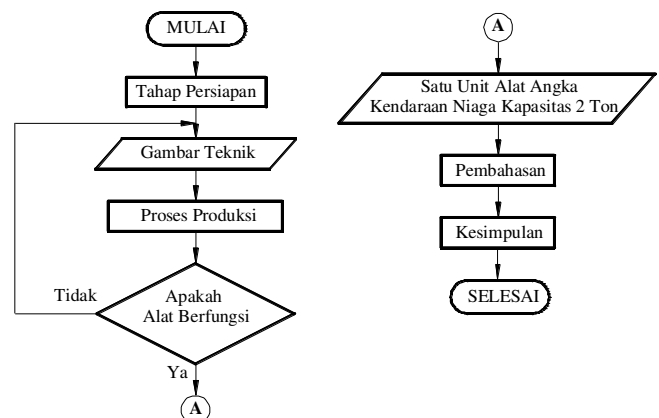 MULAI
Tahap Persiapan
Gambar Teknik
Proses Produksi
Apakah
Alat Berfungsi
Tidak
Ya
A
A
Satu Unit Alat Angka
Kendaraan Niaga Kapasitas 2 Ton
Pembahasan
Kesimpulan
SELESAI